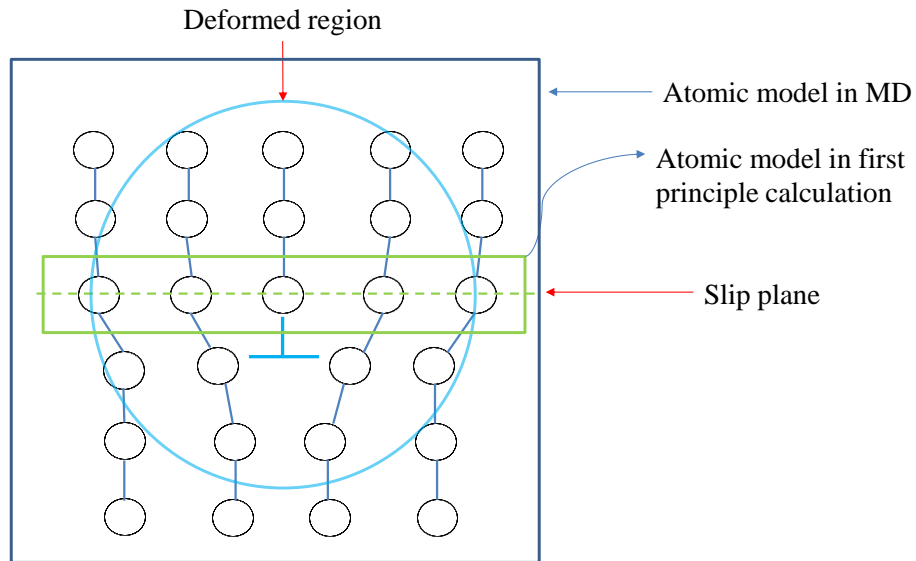 Deformed region
Atomic model in MD
Atomic model in first
principle calculation
Slip plane